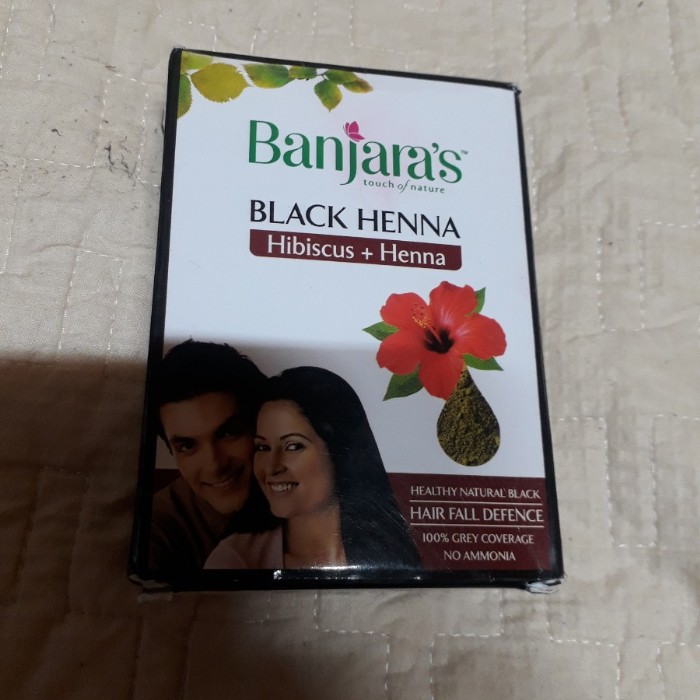 Banjara's™
touch of nature
BLACK HENNA
Hibiscus + Henna
HEALTHY NATURAL BLACK
HAIR FALL DEFENCE
100% GREY COVERAGE
NO AMMONIA